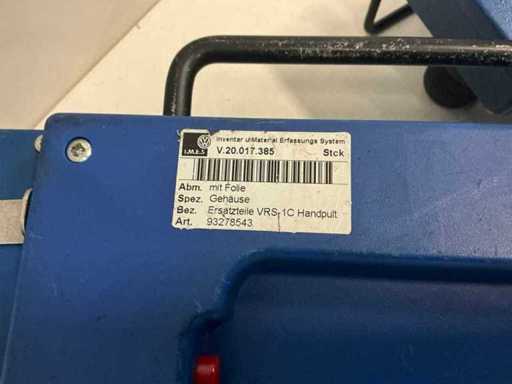 Inventar u/Material Erfassungs System
I.M.E.S
V.20.017.385 Stck
Abm. mit Folie
Spez. Gehäuse
Bez. Ersatzteile VRS-1C Handpult
Art. 93278543